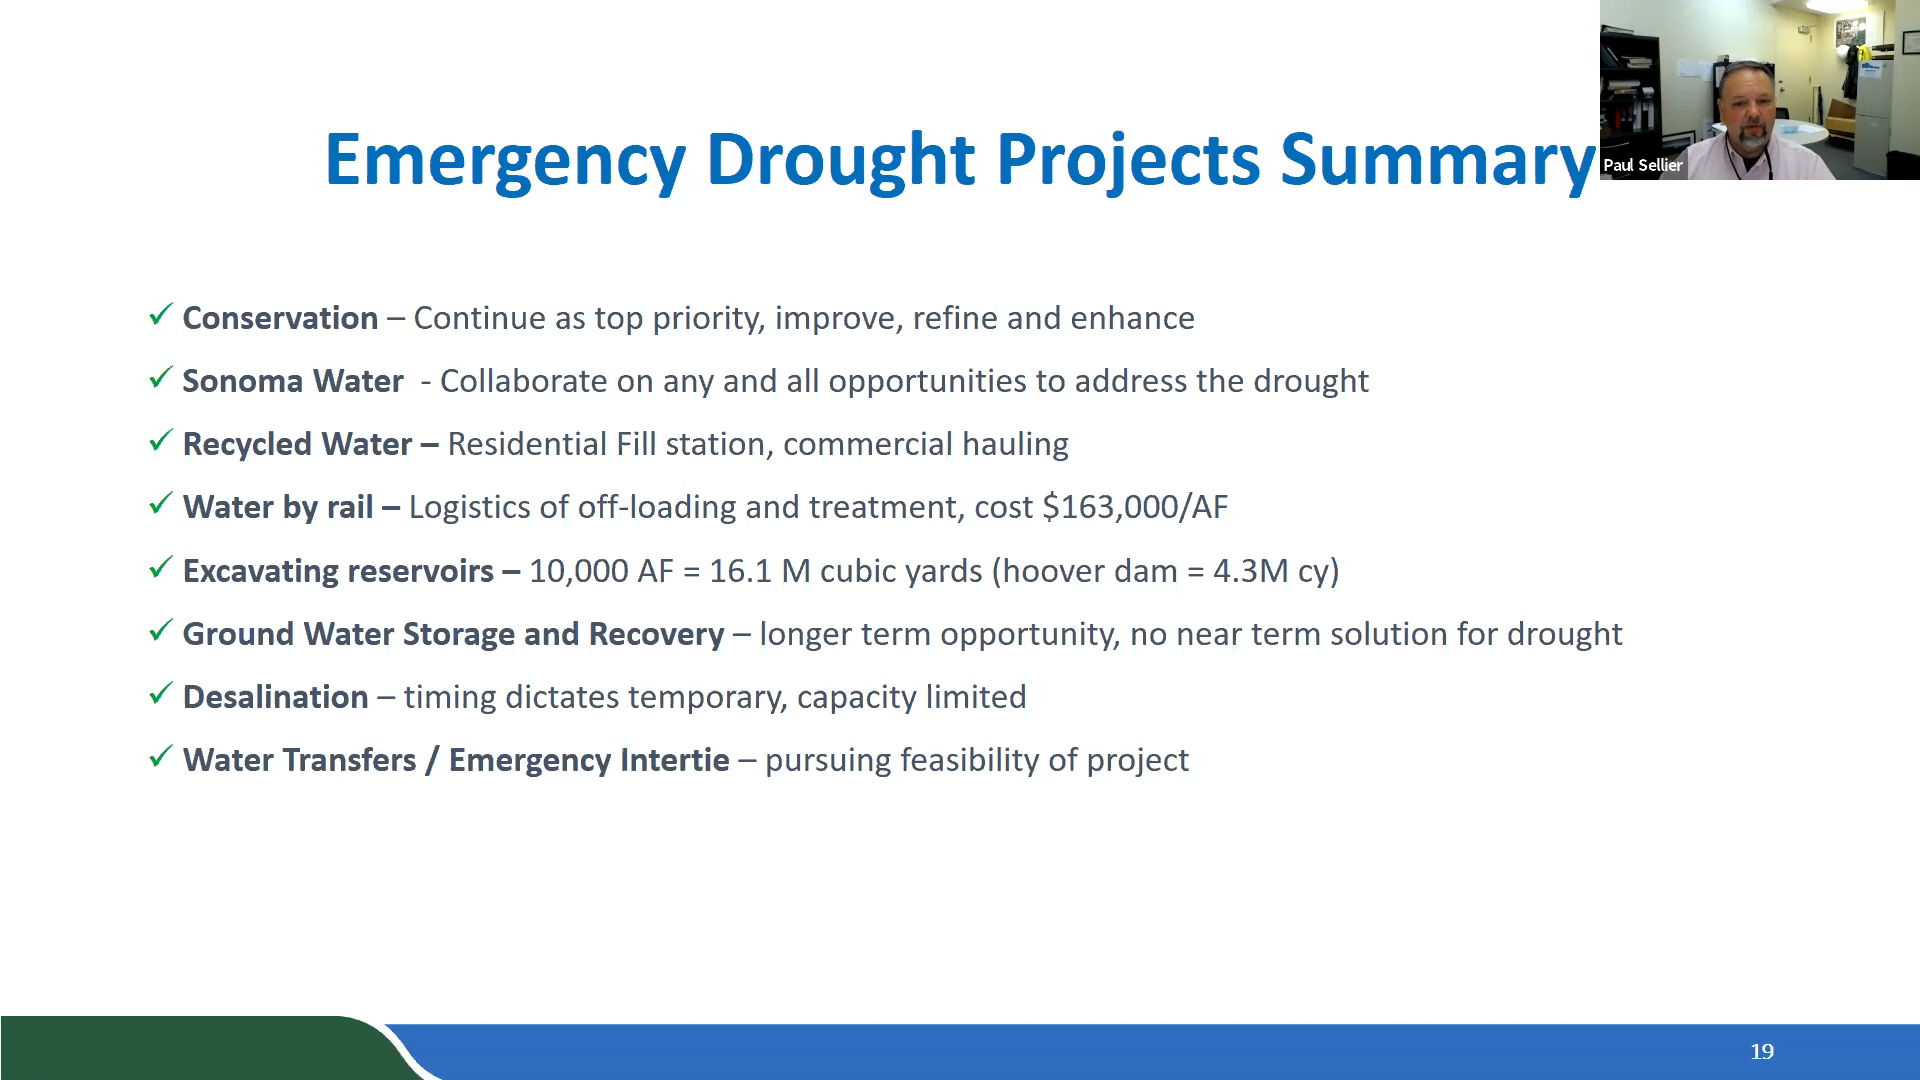 Emergency Drought Projects Summary
Paul Sellier
✓ Conservation – Continue as top priority, improve, refine and enhance
✓ Sonoma Water - Collaborate on any and all opportunities to address the drought
✓ Recycled Water – Residential Fill station, commercial hauling
✓ Water by rail – Logistics of off-loading and treatment, cost $163,000/AF
✓ Excavating reservoirs – 10,000 AF = 16.1 M cubic yards (hoover dam = 4.3M cy)
✓ Ground Water Storage and Recovery – longer term opportunity, no near term solution for drought
✓ Desalination – timing dictates temporary, capacity limited
✓ Water Transfers / Emergency Intertie – pursuing feasibility of project
19